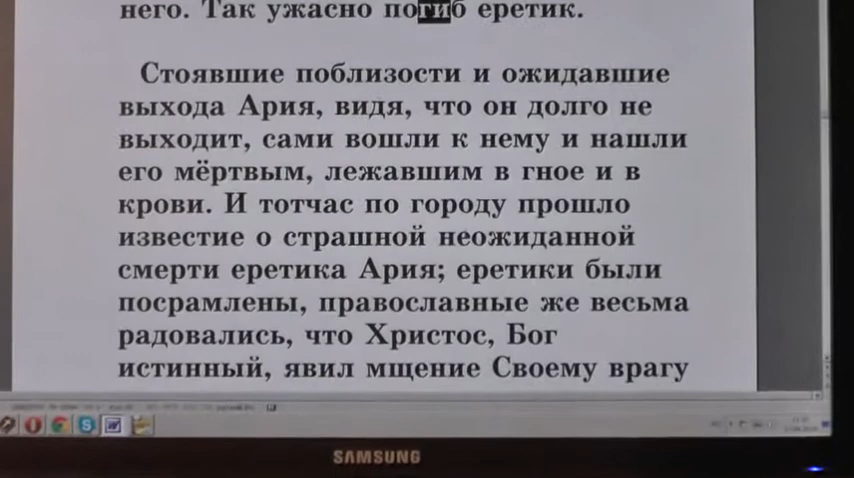 него. Так ужасно погиб еретик.
Стоявшие поблизости и ожидавшие
выхода Ария, видя, что он долго не
выходит, сами вошли к нему и нашли
его мёртвым, лежавшим в гное и в
крови. И тотчас по городу прошло
известие о страшной неожиданной
смерти еретика Ария; еретики были
посрамлены, православные же весьма
радовались, что Христос, Бог
истинный, явил мщение Своему врагу
SAMSUNG